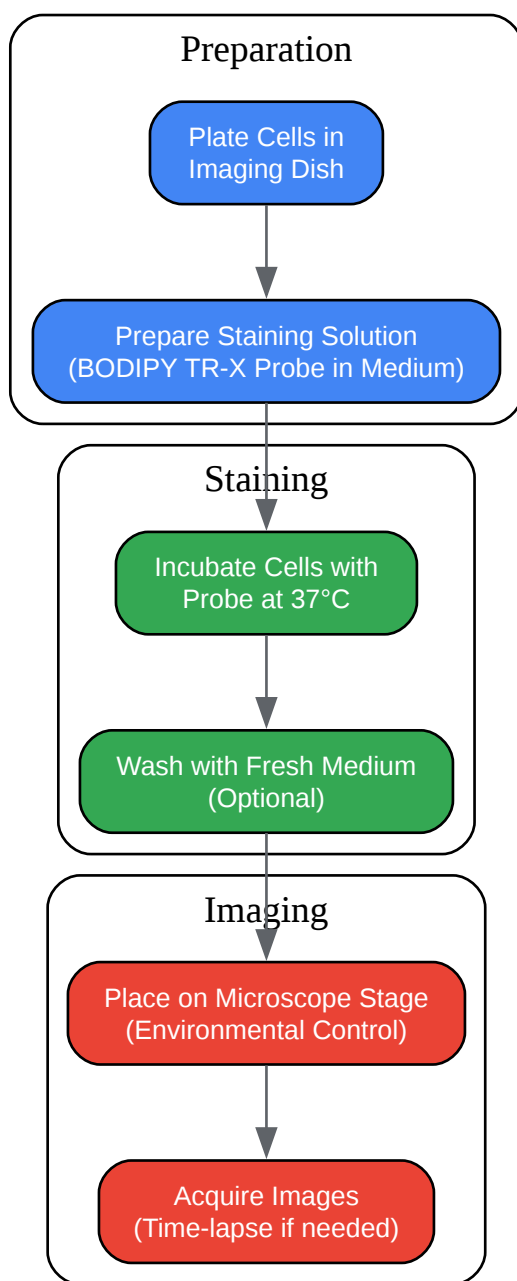 Preparation
Plate Cells in
Imaging Dish
Prepare Staining Solution
(BODIPY TR-X Probe in Medium)
Staining
Incubate Cells with
Probe at 37°C
Wash with Fresh Medium
(Optional)
Imaging
Place on Microscope Stage
(Environmental Control)
Acquire Images
(Time-lapse if needed)